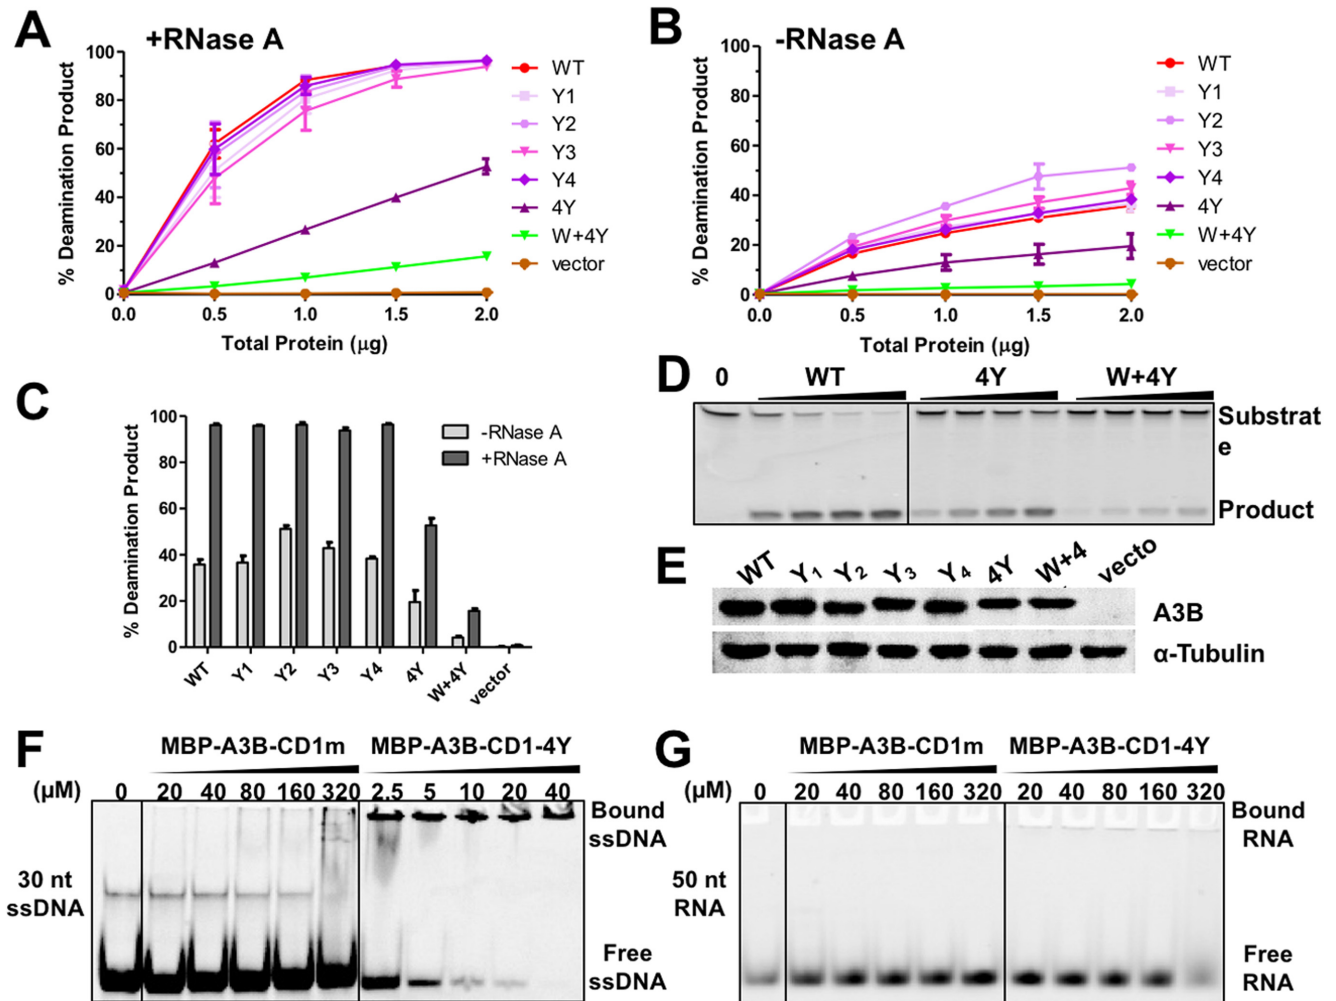 A
+RNase A
% Deamination Product
100
80
60
40
20
0
0.0 0.5 1.0 1.5 2.0
Total Protein (μg)
WT
Y1
Y2
Y3
Y4
4Y
W+4Y
vector
B
-RNase A
% Deamination Product
100
80
60
40
20
0
0.0 0.5 1.0 1.5 2.0
Total Protein (μg)
WT
Y1
Y2
Y3
Y4
4Y
W+4Y
vector
C
% Deamination Product
100
80
60
40
20
0
-RNase A
+RNase A
WT Y1 Y2 Y3 Y4 4Y W+4Y vector
D
0 WT 4Y W+4Y
Substrat
e
Product
E
WT Y1 Y2 Y3 Y4 4Y W+4 vecto
A3B
α-Tubulin
F
MBP-A3B-CD1m MBP-A3B-CD1-4Y
(μM) 0 20 40 80 160 320 2.5 5 10 20 40
Bound
ssDNA
30 nt
ssDNA
Free
ssDNA
G
MBP-A3B-CD1m MBP-A3B-CD1-4Y
(μM) 0 20 40 80 160 320 20 40 80 160 320
Bound
RNA
50 nt
RNA
Free
RNA